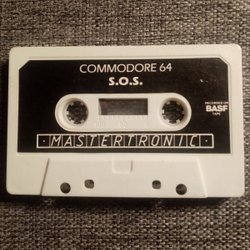 COMMODORE 64
S.O.S.
RECORDED ON
BASF
TAPE
MASTERTRONIC